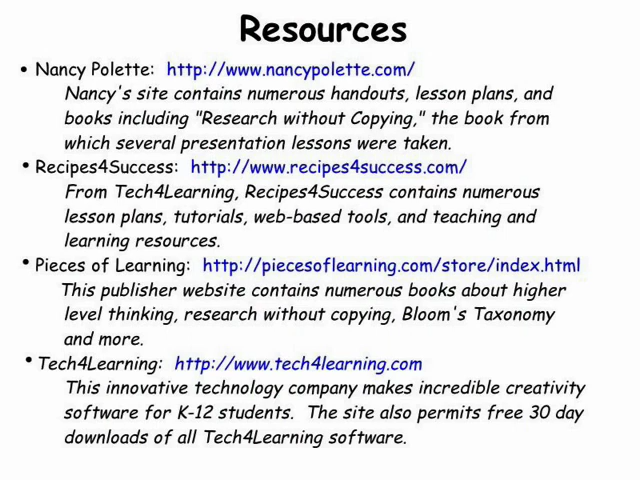 Resources
• Nancy Polette: http://www.nancypolette.com/
Nancy's site contains numerous handouts, lesson plans, and
books including "Research without Copying," the book from
which several presentation lessons were taken.
• Recipes4Success: http://www.recipes4success.com/
From Tech4Learning, Recipes4Success contains numerous
lesson plans, tutorials, web-based tools, and teaching and
learning resources.
• Pieces of Learning: http://piecesoflearning.com/store/index.html
This publisher website contains numerous books about higher
level thinking, research without copying, Bloom's Taxonomy
and more.
• Tech4Learning: http://www.tech4learning.com
This innovative technology company makes incredible creativity
software for K-12 students. The site also permits free 30 day
downloads of all Tech4Learning software.